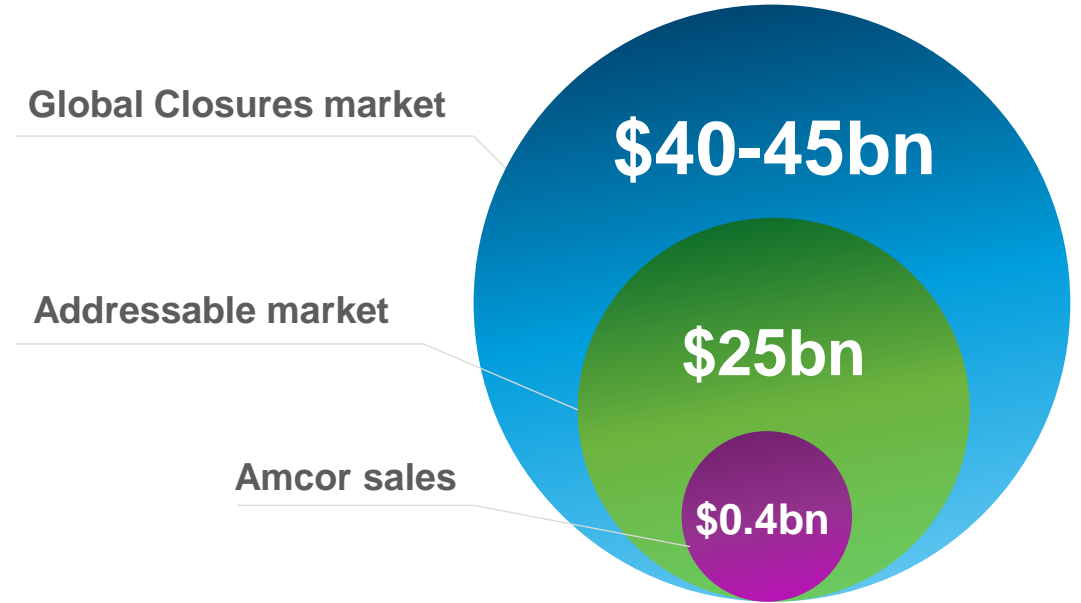 Global Closures market
$40-45bn
Addressable market
$25bn
Amcor sales
$0.4bn